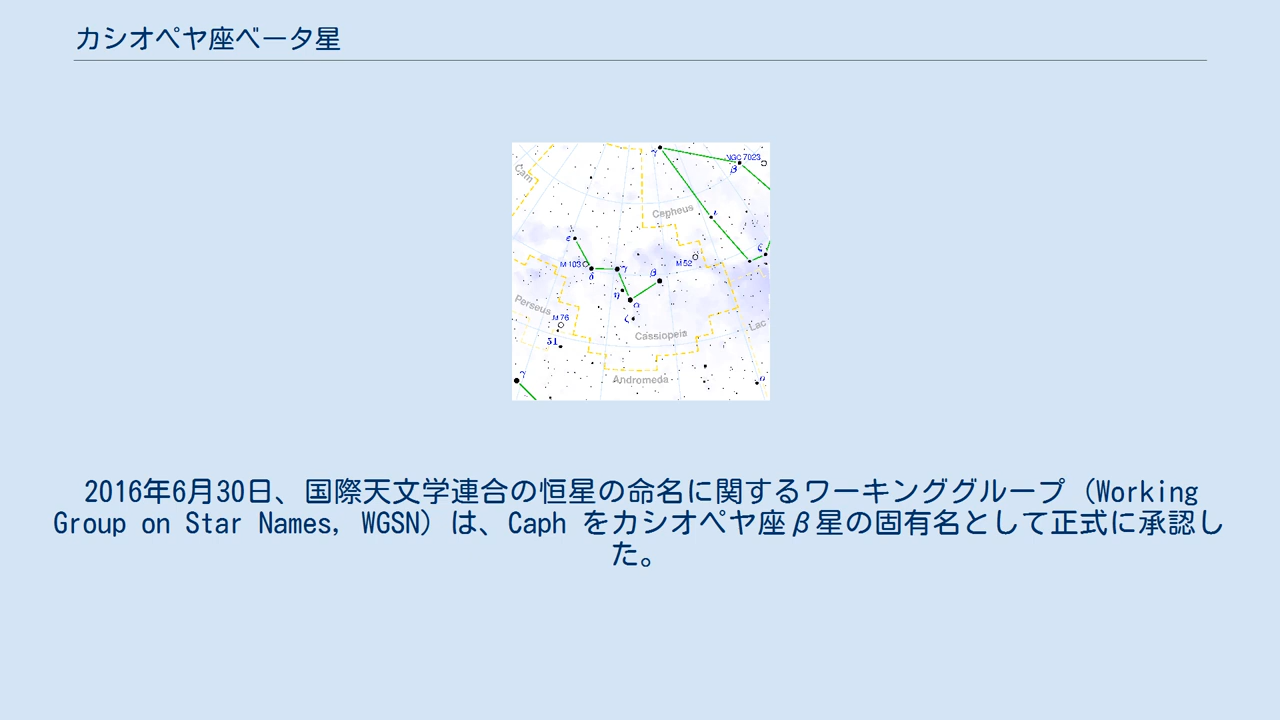 カシオペヤ座ベータ星
γ
NGC 7023
β
Cam
Cepheus
ι
ε
ζ
M 103
δ
γ
β
M 52
η
α
Perseus
M 76
ζ
Cassiopeia
Lac
51
γ
Andromeda
ο
2016年6月30日、国際天文学連合の恒星の命名に関するワーキンググループ（Working
Group on Star Names, WGSN）は、Caph をカシオペヤ座β星の固有名として正式に承認し
た。